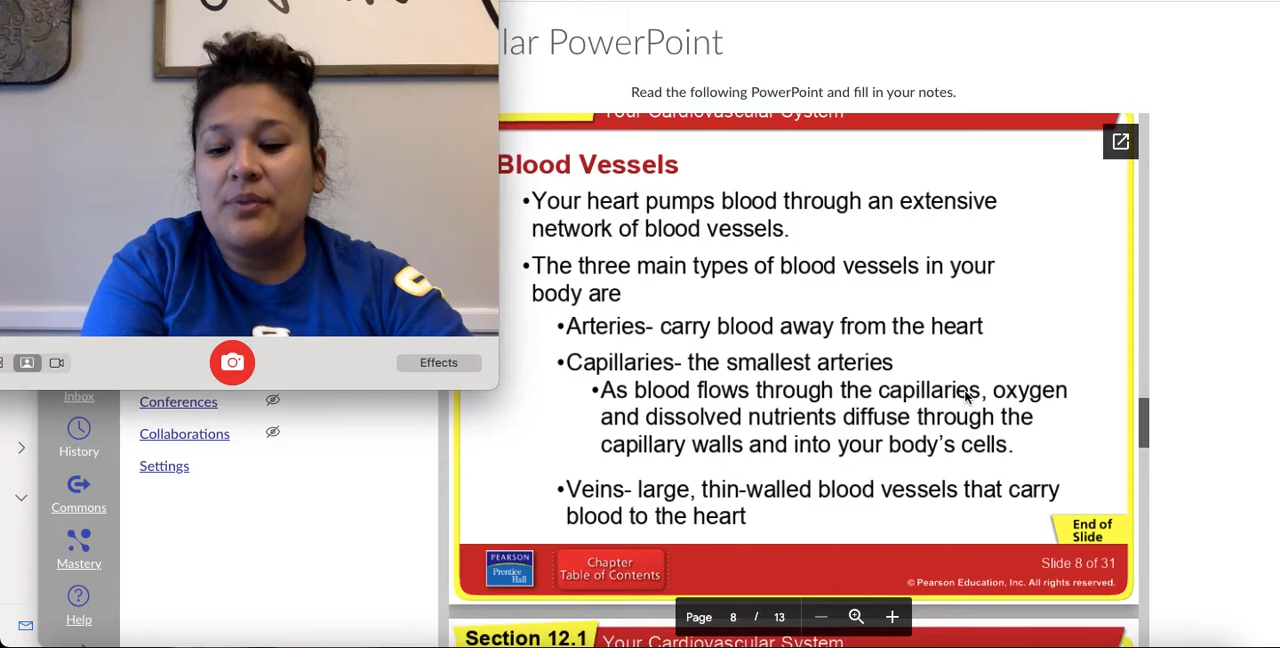 lar PowerPoint
Read the following PowerPoint and fill in your notes.
Your Cardiovascular System
Blood Vessels
•Your heart pumps blood through an extensive
network of blood vessels.
•The three main types of blood vessels in your
body are
•Arteries- carry blood away from the heart
•Capillaries- the smallest arteries
•As blood flows through the capillaries, oxygen
and dissolved nutrients diffuse through the
capillary walls and into your body's cells.
•Veins- large, thin-walled blood vessels that carry
blood to the heart
End of
Slide
PEARSON
Prentice
Hall
Chapter
Table of Contents
Slide 8 of 31
© Pearson Education, Inc. All rights reserved.
Page 8 / 13
Section 12.1
Your Cardiovascular System
Effects
Inbox
History
Commons
Mastery
Help
Conferences
Collaborations
Settings